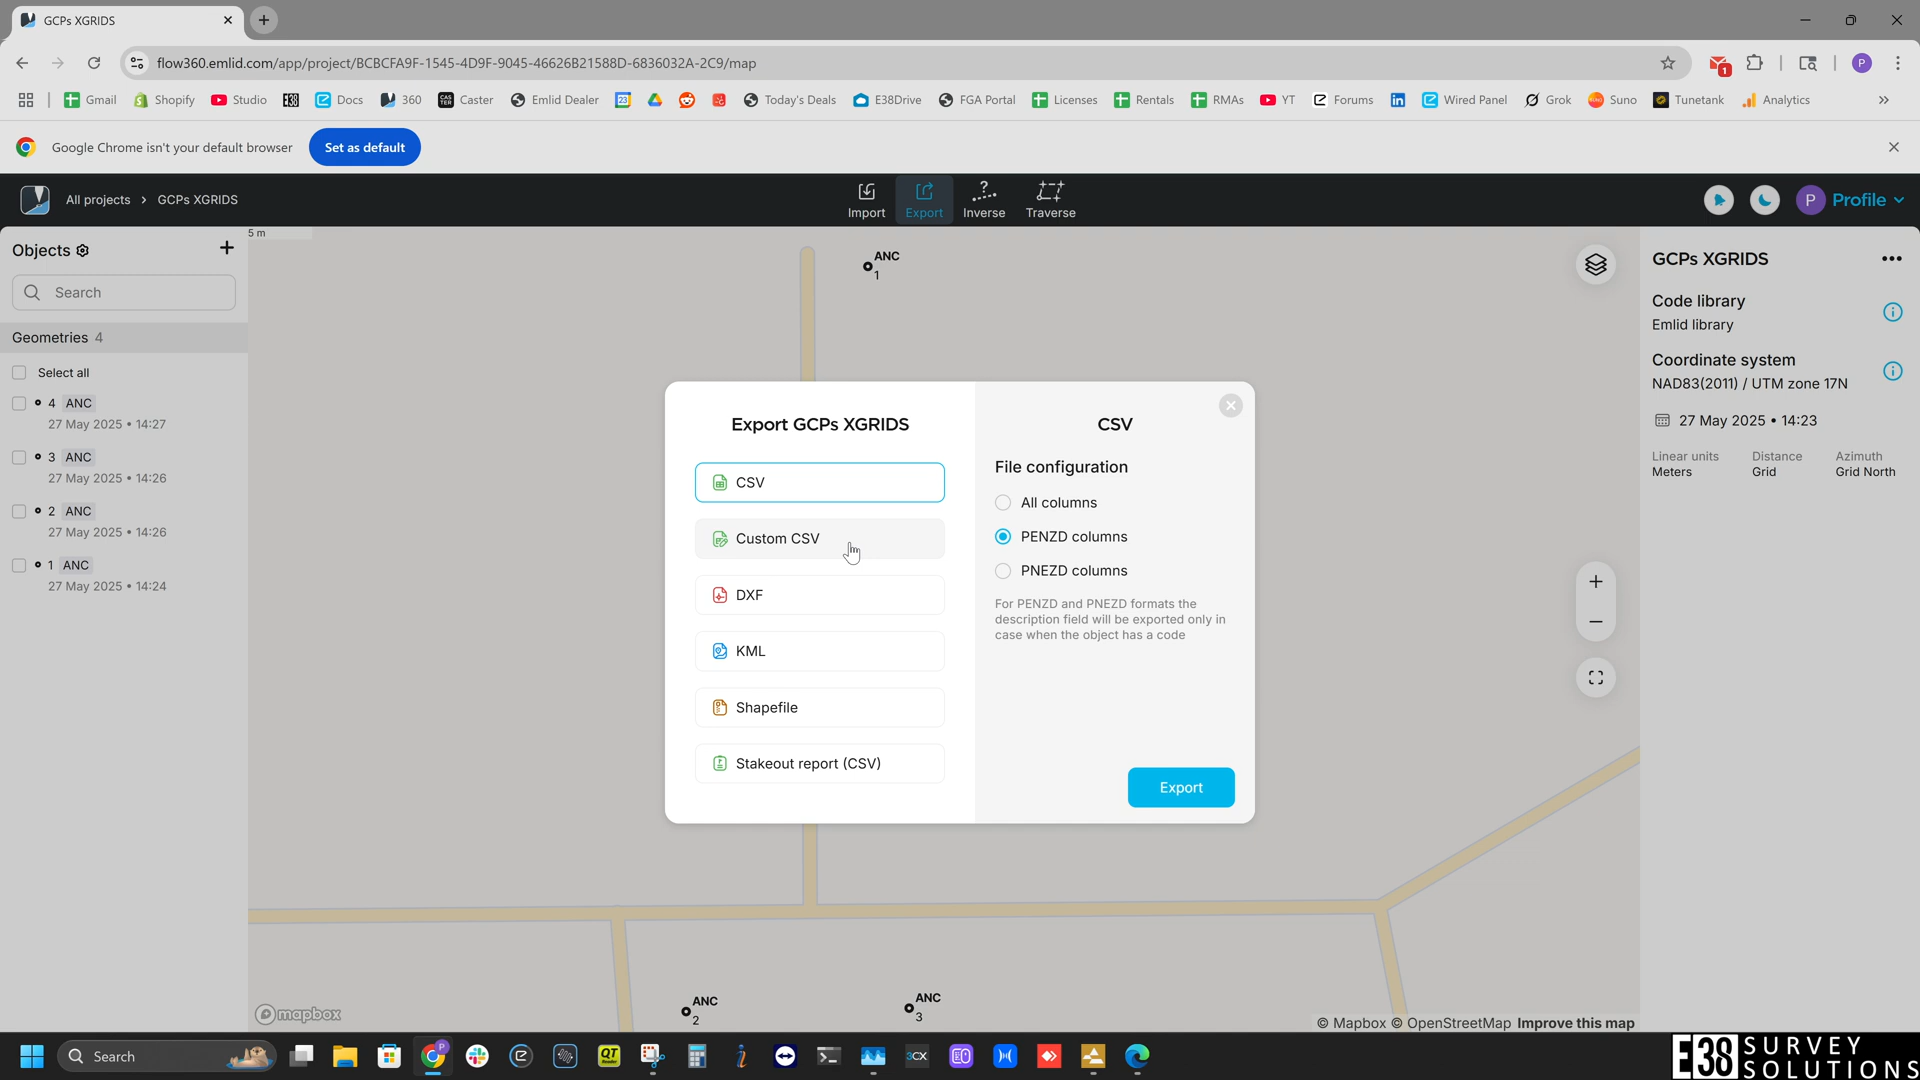 GCPs XGRIDS
flow360.emlid.com/app/project/BCBCFA9F-1545-4D9F-9045-46626B21588D-6836032A-2C9/map
1
P
Gmail
Shopify
Studio
E38
Docs
360
CASTER
Caster
Emlid Dealer
23
Today's Deals
E38Drive
FGA Portal
Licenses
Rentals
RMAs
YT
Forums
Wired Panel
Grok
Suno
Tunetank
Analytics
Google Chrome isn't your default browser
Set as default
All projects > GCPs XGRIDS
Import
Export
Inverse
Traverse
P Profile
Objects
Search
Geometries 4
Select all
4 ANC
27 May 2025 • 14:27
3 ANC
27 May 2025 • 14:26
2 ANC
27 May 2025 • 14:26
1 ANC
27 May 2025 • 14:24
5 m
ANC
1
Export GCPs XGRIDS
CSV
Custom CSV
DXF
KML
Shapefile
Stakeout report (CSV)
CSV
File configuration
All columns
PENZD columns
PNEZD columns
For PENZD and PNEZD formats the
description field will be exported only in
case when the object has a code
Export
ANC
2
ANC
3
mapbox
© Mapbox © OpenStreetMap Improve this map
GCPs XGRIDS
Code library
Emlid library
Coordinate system
NAD83(2011) / UTM zone 17N
27 May 2025 • 14:23
Linear units
Meters
Distance
Grid
Azimuth
Grid North
Search
P
QT
3CX
E38 SURVEY
SOLUTIONS